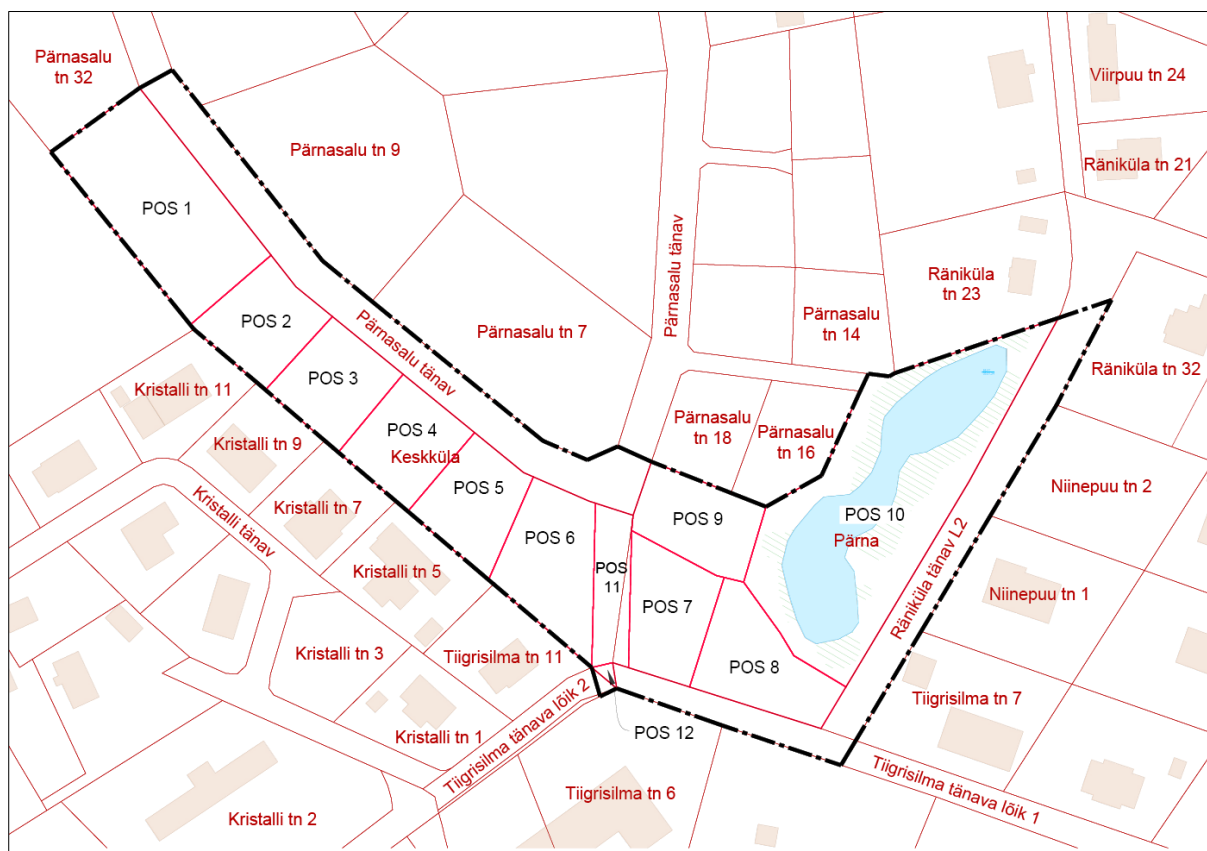 Pärnasalu
tn 32
Viirpuu tn 24
Pärnasalu tn 9
Räniküla
tn 21
POS 1
Pärnasalu tänav
Räniküla
tn 23
Pärnasalu
tn 14
POS 2
Pärnasalu tänav
Pärnasalu tn 7
Räniküla tn 32
POS 3
Kristalli tn 11
Pärnasalu
tn 18
Pärnasalu
tn 16
POS 4
Keskküla
Kristalli tn 9
POS 5
Niinepuu tn 2
Kristalli tn 7
POS 9
POS 10
Pärna
Kristalli tänav
POS 6
POS
11
Kristalli tn 5
Räniküla tänav L2
Niinepuu tn 1
POS 7
Kristalli tn 3
Tiigrisilma tn 11
POS 8
Tiigrisilma tn 7
Kristalli tn 1
Tiigrisilma tänava lõik 2
POS 12
Tiigrisilma tänava lõik 1
Tiigrisilma tn 6
Kristalli tn 2